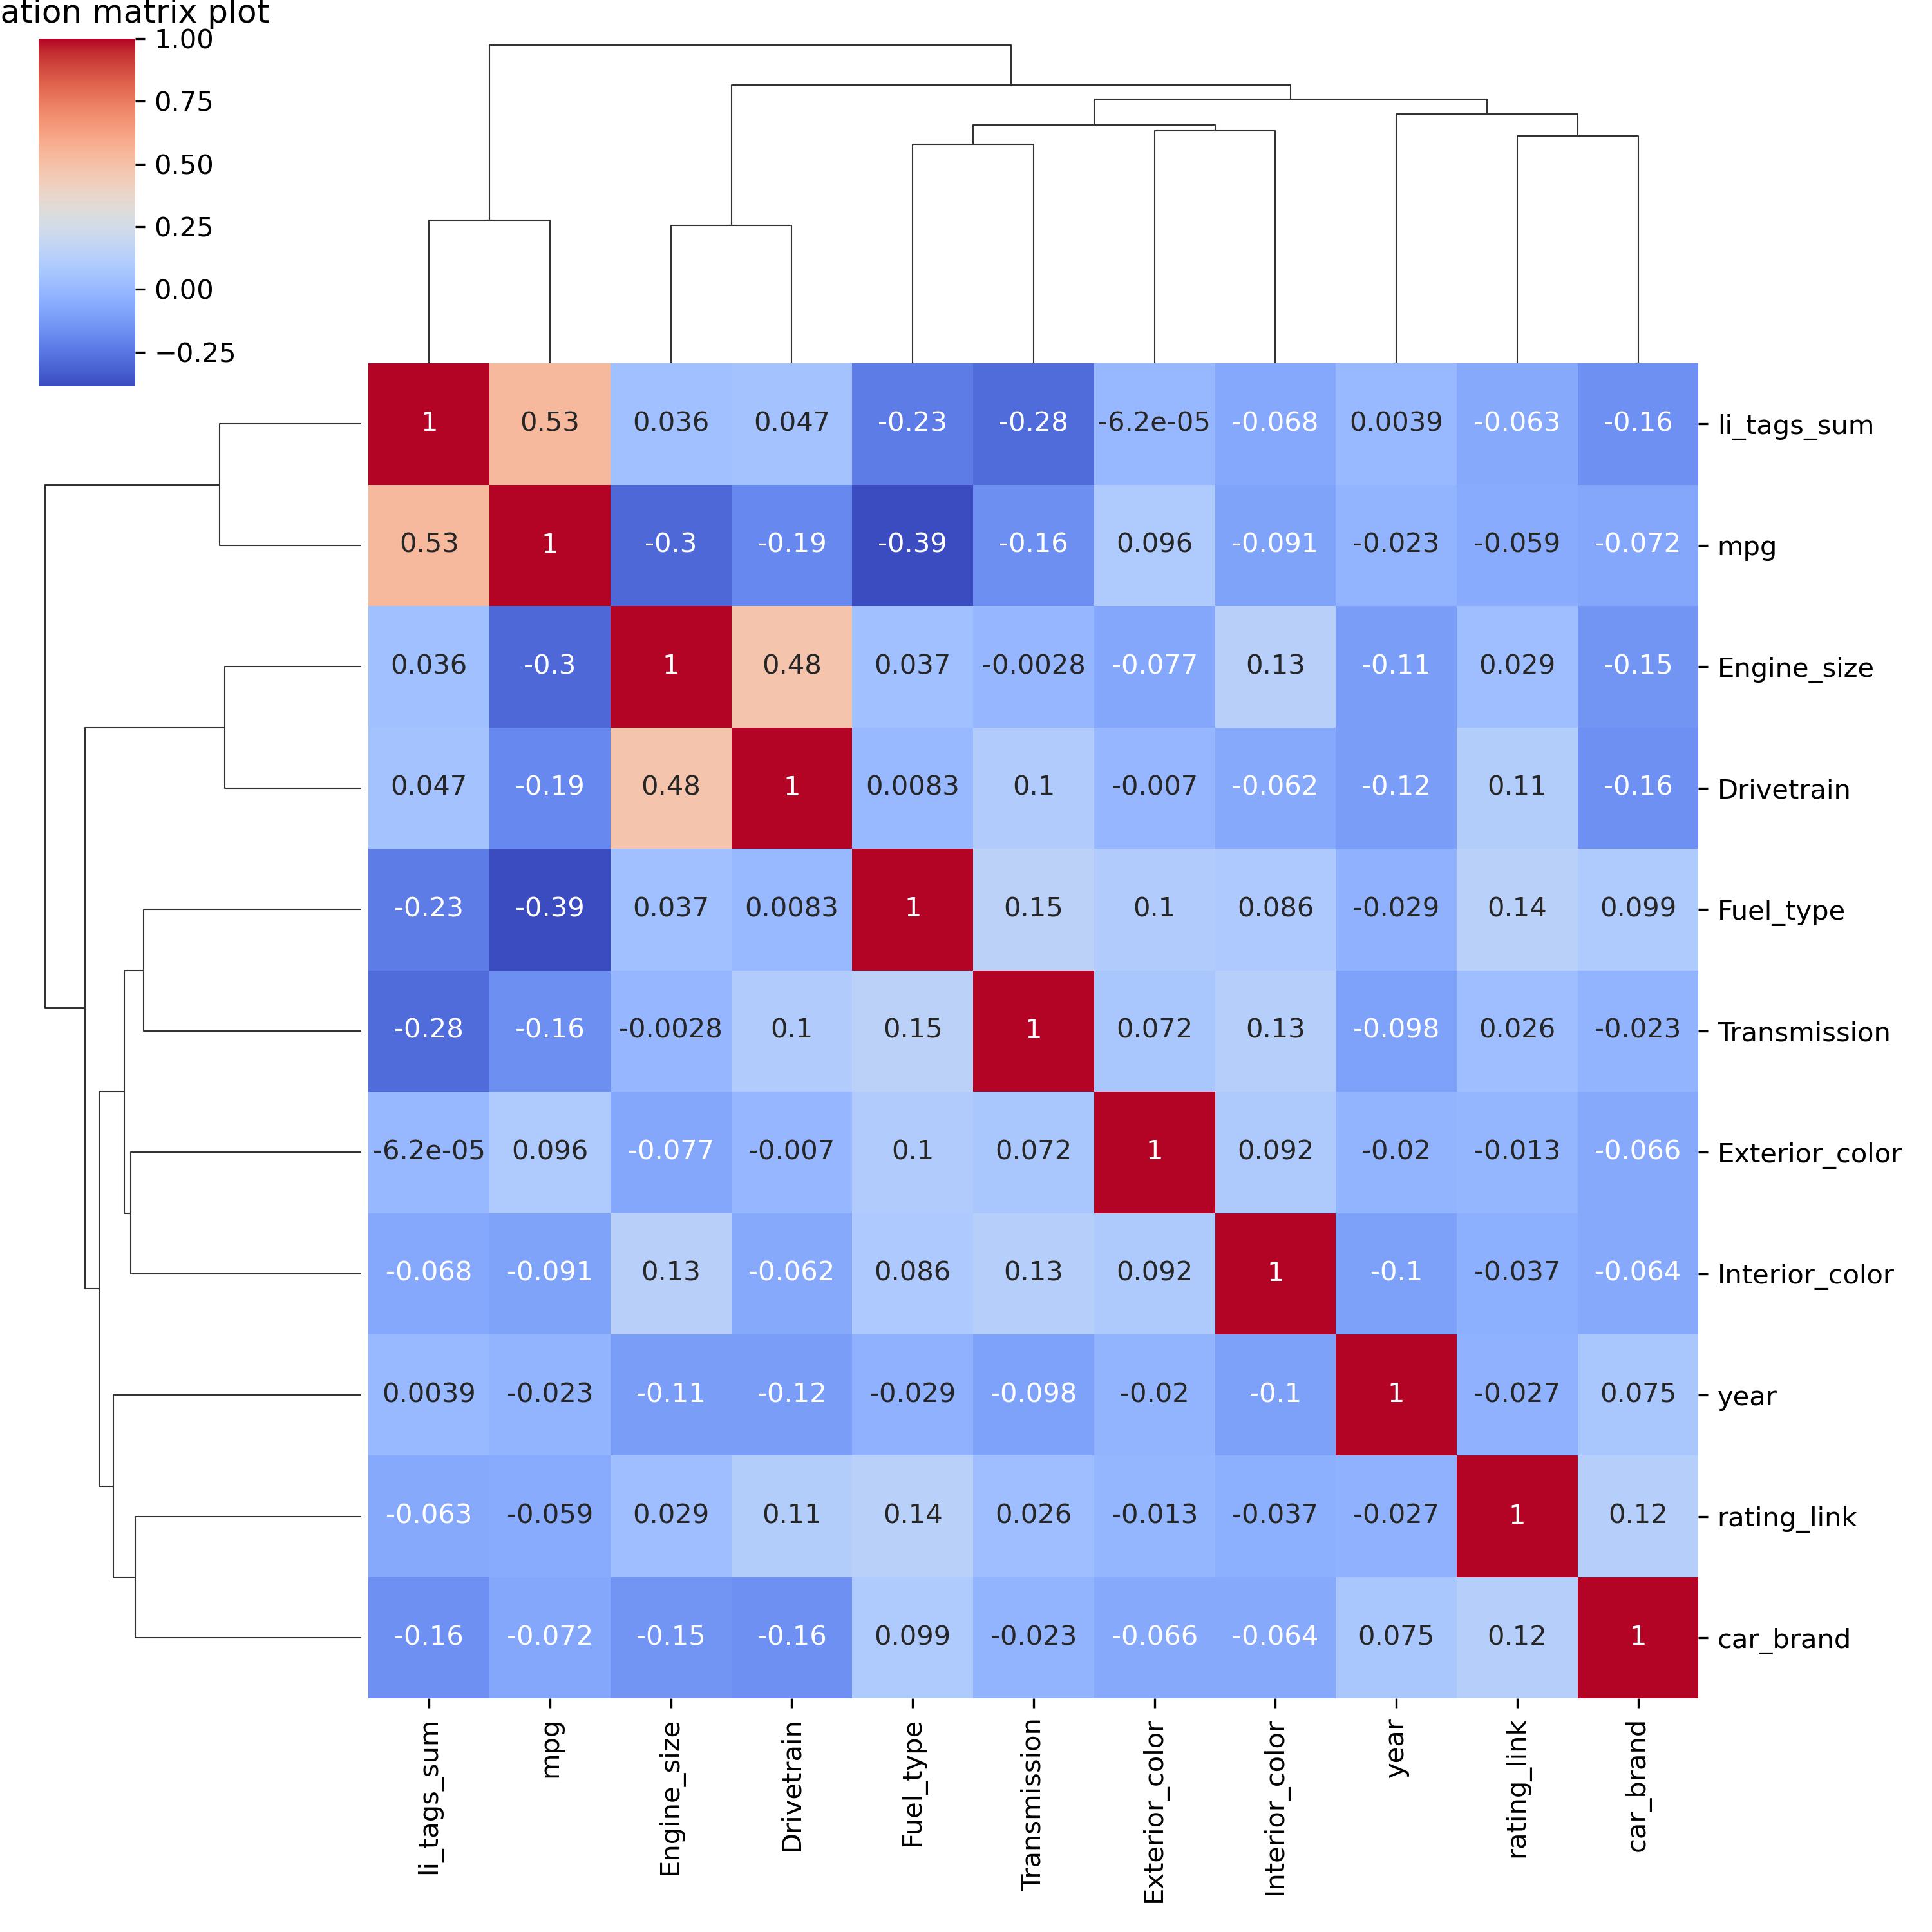 ation matrix plot
1.00
0.75
0.50
0.25
0.00
−0.25
1 0.53 0.036 0.047 -0.23 -0.28 -6.2e-05 -0.068 0.0039 -0.063 -0.16 li_tags_sum
0.53 1 -0.3 -0.19 -0.39 -0.16 0.096 -0.091 -0.023 -0.059 -0.072 mpg
0.036 -0.3 1 0.48 0.037 -0.0028 -0.077 0.13 -0.11 0.029 -0.15 Engine_size
0.047 -0.19 0.48 1 0.0083 0.1 -0.007 -0.062 -0.12 0.11 -0.16 Drivetrain
-0.23 -0.39 0.037 0.0083 1 0.15 0.1 0.086 -0.029 0.14 0.099 Fuel_type
-0.28 -0.16 -0.0028 0.1 0.15 1 0.072 0.13 -0.098 0.026 -0.023 Transmission
-6.2e-05 0.096 -0.077 -0.007 0.1 0.072 1 0.092 -0.02 -0.013 -0.066 Exterior_color
-0.068 -0.091 0.13 -0.062 0.086 0.13 0.092 1 -0.1 -0.037 -0.064 Interior_color
0.0039 -0.023 -0.11 -0.12 -0.029 -0.098 -0.02 -0.1 1 -0.027 0.075 year
-0.063 -0.059 0.029 0.11 0.14 0.026 -0.013 -0.037 -0.027 1 0.12 rating_link
-0.16 -0.072 -0.15 -0.16 0.099 -0.023 -0.066 -0.064 0.075 0.12 1 car_brand
li_tags_sum
mpg
Engine_size
Drivetrain
Fuel_type
Transmission
Exterior_color
Interior_color
year
rating_link
car_brand